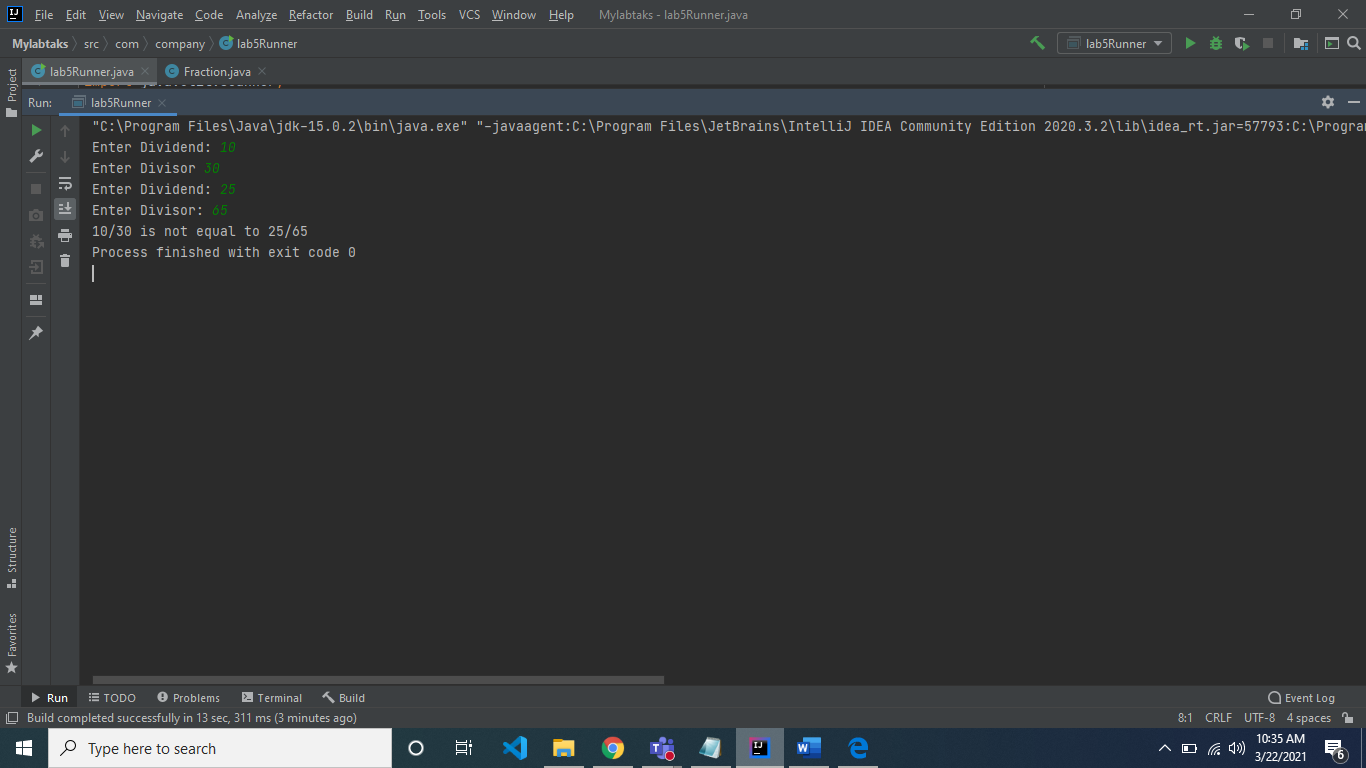 File Edit View Navigate Code Analyze Refactor Build Run Tools VCS Window Help Mylabtaks - lab5Runner.java
Mylabtaks src com company lab5Runner lab5Runner
Project
lab5Runner.java Fraction.java
Run: lab5Runner
"C:\Program Files\Java\jdk-15.0.2\bin\java.exe" "-javaagent:C:\Program Files\JetBrains\IntelliJ IDEA Community Edition 2020.3.2\lib\idea_rt.jar=57793:C:\Program
Enter Dividend: 10
Enter Divisor 30
Enter Dividend: 25
Enter Divisor: 65
10/30 is not equal to 25/65
Process finished with exit code 0
Structure
Favorites
Run TODO Problems Terminal Build Event Log
Build completed successfully in 13 sec, 311 ms (3 minutes ago) 8:1 CRLF UTF-8 4 spaces
Type here to search
10:35 AM
3/22/2021
6